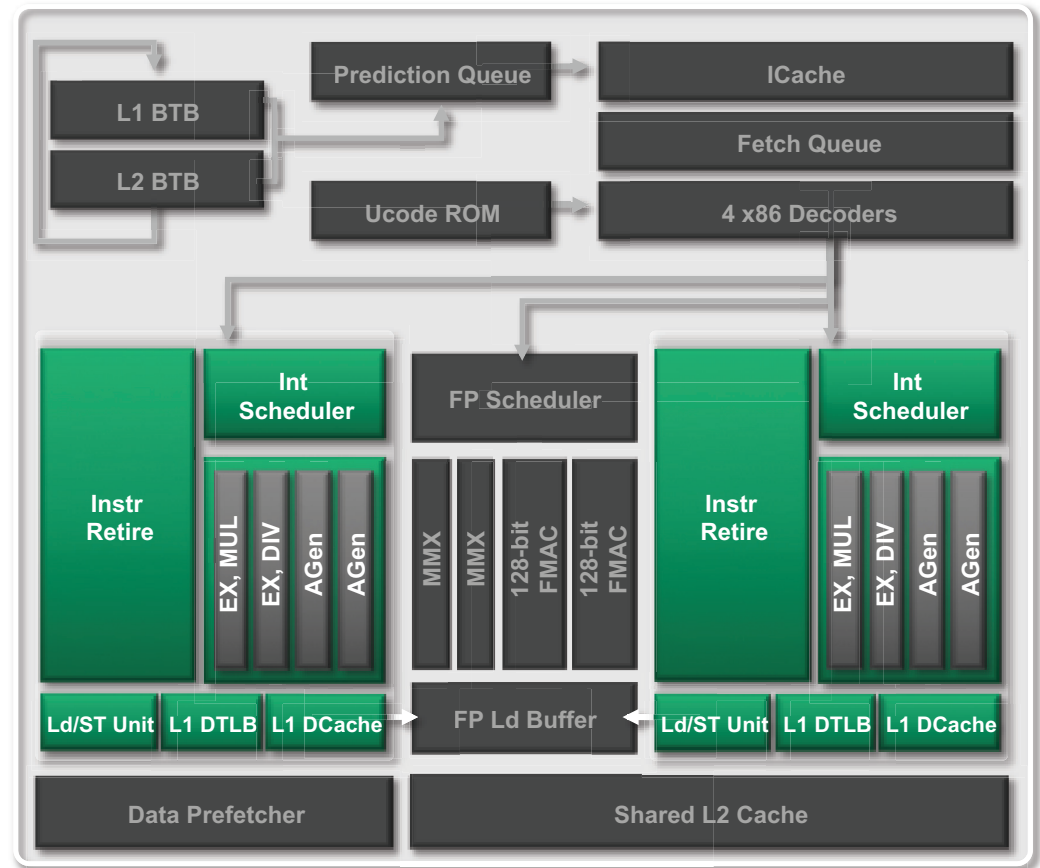 Prediction Queue
ICache
L1 BTB
Fetch Queue
L2 BTB
Ucode ROM
4 x86 Decoders
Int
Scheduler
Instr
Retire
EX, MUL
EX, DIV
AGen
AGen
Ld/ST Unit
L1 DTLB
L1 DCache
FP Scheduler
MMX
MMX
128-bit
FMAC
128-bit
FMAC
FP Ld Buffer
Int
Scheduler
Instr
Retire
EX, MUL
EX, DIV
AGen
AGen
Ld/ST Unit
L1 DTLB
L1 DCache
Data Prefetcher
Shared L2 Cache